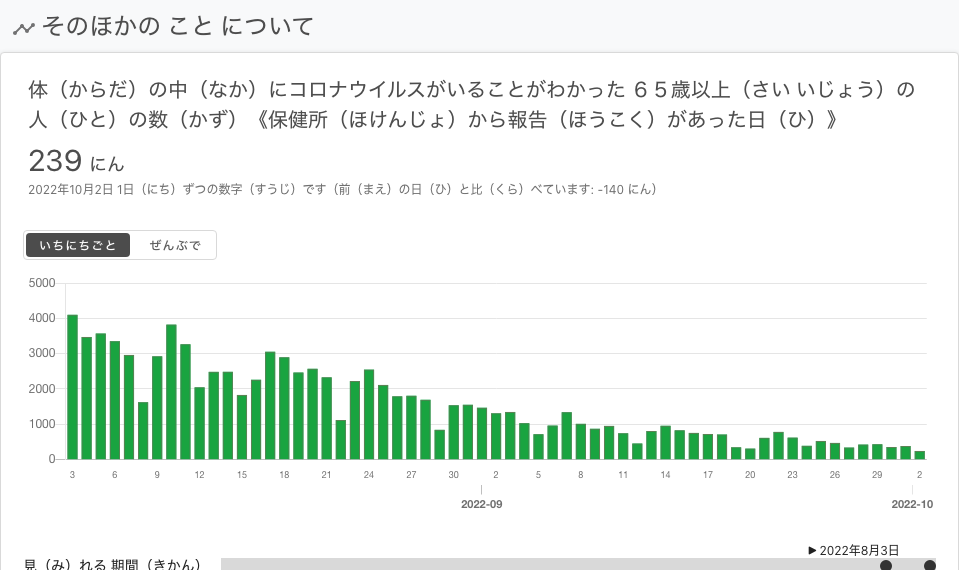 そのほかの こと について
体（からだ）の中（なか）にコロナウイルスがいることがわかった ６５歳以上（さい いじょう）の
人（ひと）の数（かず）《保健所（ほけんじょ）から報告（ほうこく）があった日（ひ）》
239 にん
2022年10月2日 1日（にち）ずつの数字（すうじ）です（前（まえ）の日（ひ）と比（くら）べています: -140 にん）
いちにちごと ぜんぶで
5000
4000
3000
2000
1000
0
3 6 9 12 15 18 21 24 27 30 2 5 8 11 14 17 20 23 26 29 2
2022-09 2022-10
▶ 2022年8月3日
見（み）れる 期間（きかん）